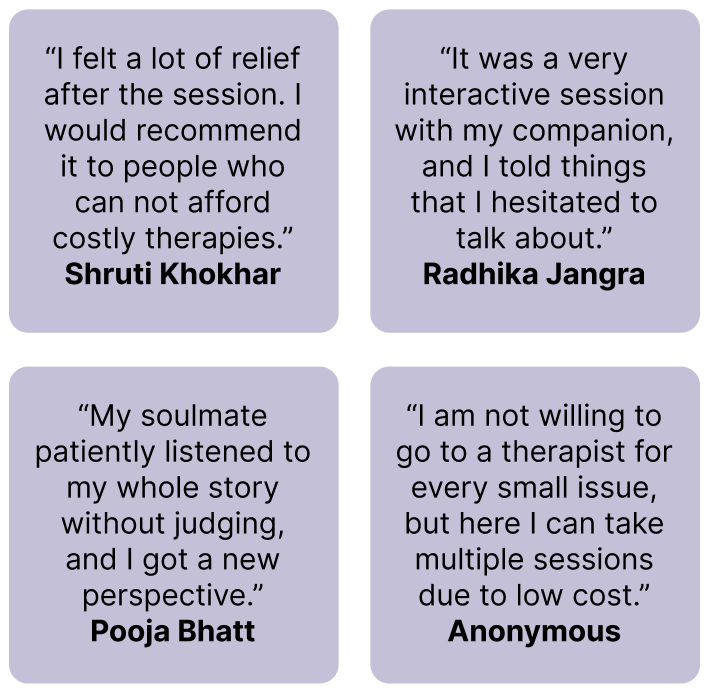 “I felt a lot of relief
after the session. I
would recommend
it to people who
can not afford
costly therapies.”
Shruti Khokhar
“It was a very
interactive session
with my companion,
and I told things
that I hesitated to
talk about.”
Radhika Jangra
“My soulmate
patiently listened to
my whole story
without judging,
and I got a new
perspective.”
Pooja Bhatt
“I am not willing to
go to a therapist for
every small issue,
but here I can take
multiple sessions
due to low cost.”
Anonymous